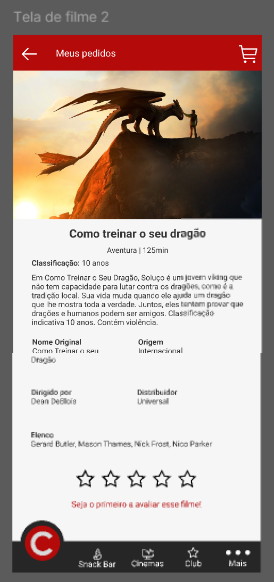 Tela de filme 2
Meus pedidos
Como treinar o seu dragão
Aventura | 125min
Classificação: 10 anos
Em Como Treinar o Seu Dragão, Soluço é um jovem viking que
não tem capacidade para lutar contra os dragões, como é a
tradição local. Sua vida muda quando ele ajuda um dragão
que lhe mostra toda a verdade. Juntos, eles tentam provar que
dragões e humanos podem ser amigos. Classificação
indicativa 10 anos. Contém violência.
Nome Original Origem
Como Treinar o seu Internacional
Dragão
Dirigido por Distribuidor
Dean DeBlois Universal
Elenco
Gerard Butler, Mason Thames, Nick Frost, Nico Parker
Seja o primeiro a avaliar esse filme!
C Snack Bar Cinemas Club Mais